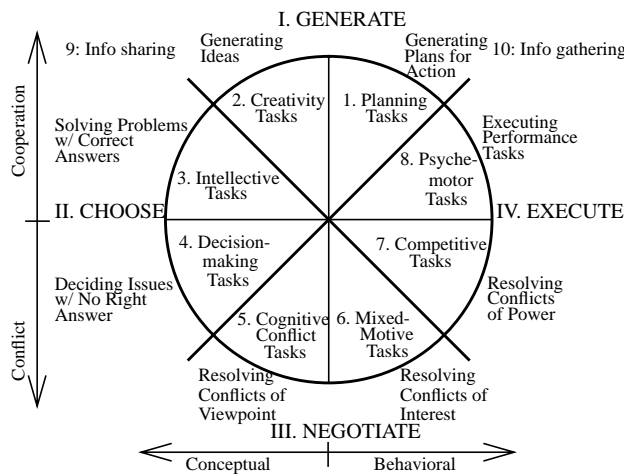 I. GENERATE
9: Info sharing
Generating
Ideas
Generating
Plans for
Action
10: Info gathering
2. Creativity
Tasks
1. Planning
Tasks
Cooperation
Solving Problems
w/ Correct
Answers
Executing
Performance
Tasks
3. Intellective
Tasks
8. Psyche-
motor
Tasks
II. CHOOSE
IV. EXECUTE
4. Decision-
making
Tasks
7. Competitive
Tasks
Deciding Issues
w/ No Right
Answer
Resolving
Conflicts
of Power
Conflict
5. Cognitive
Conflict
Tasks
6. Mixed-
Motive
Tasks
Resolving
Conflicts of
Viewpoint
Resolving
Conflicts of
Interest
III. NEGOTIATE
Conceptual
Behavioral